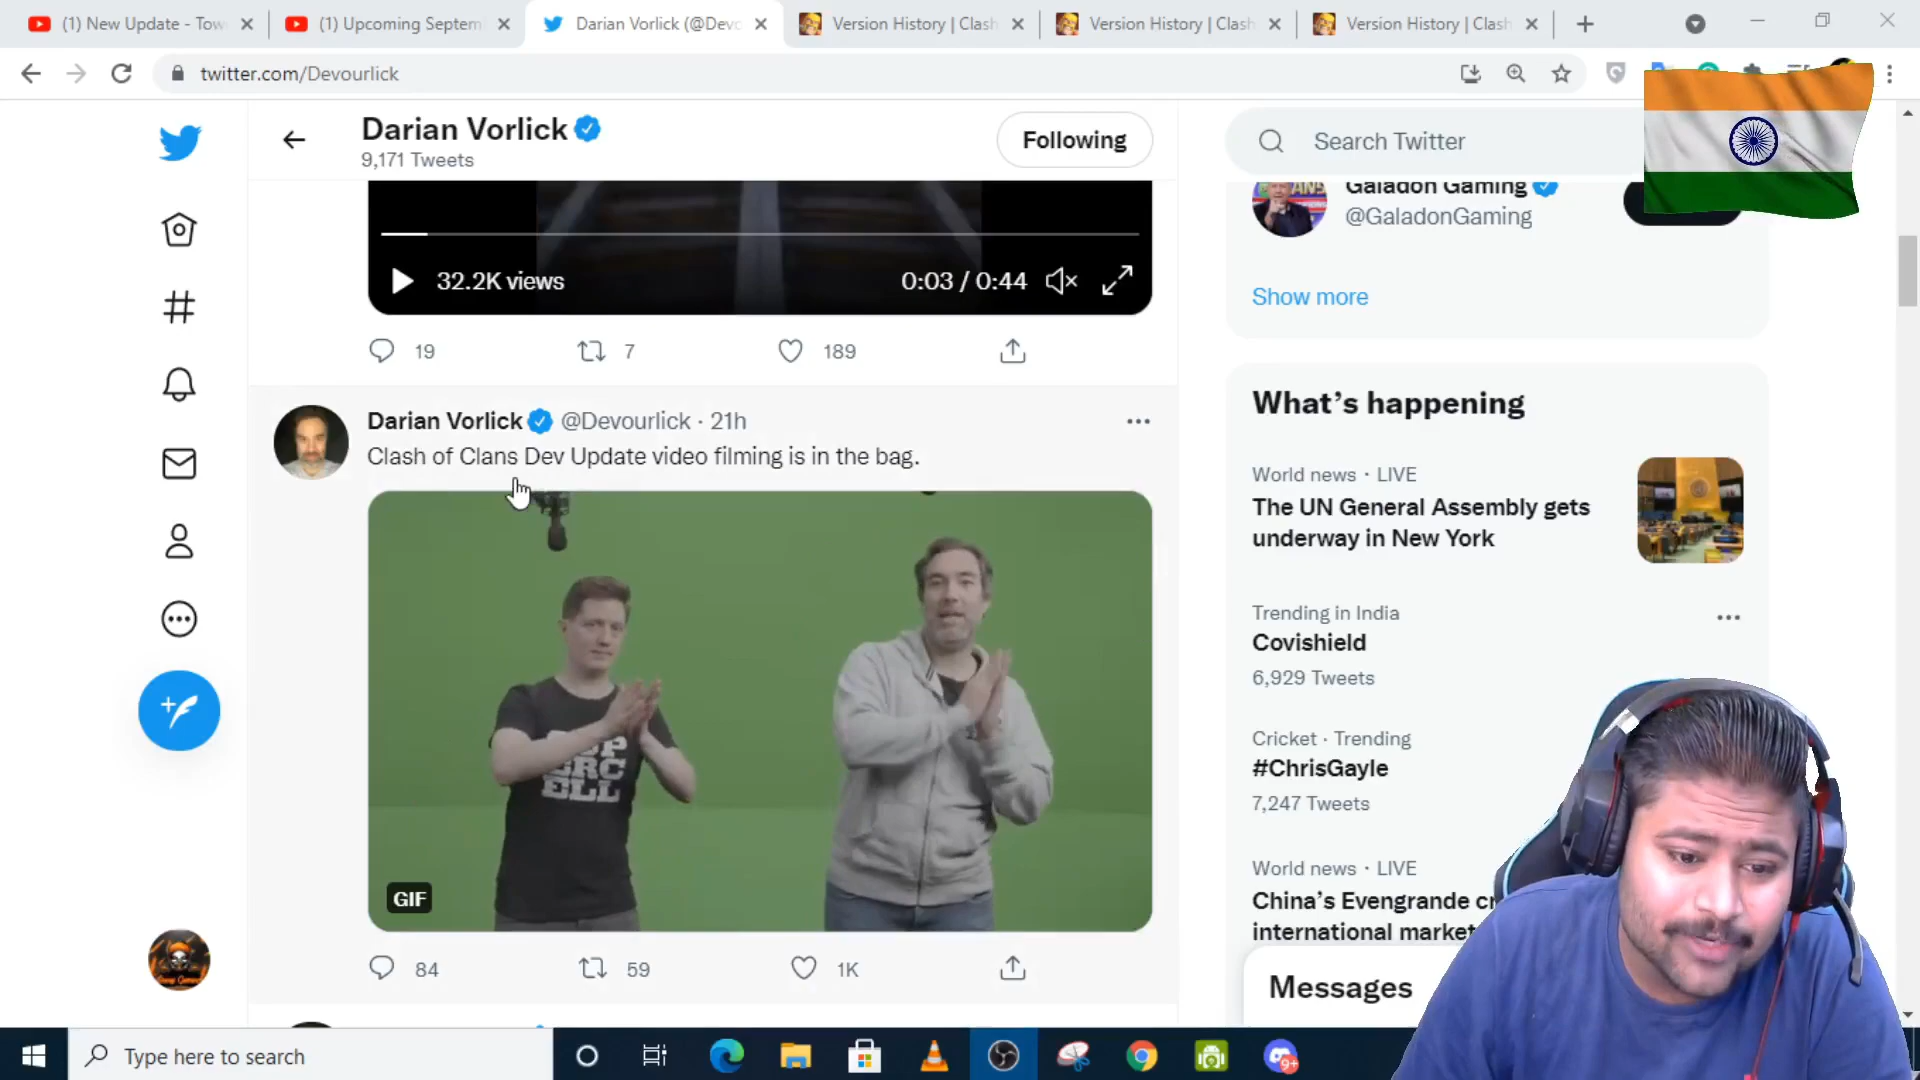 (1) New Update - Tow
(1) Upcoming Septem
Darian Vorlick (@Devo
Version History | Clash
Version History | Clash
Version History | Clash
twitter.com/Devourlick
Darian Vorlick
9,171 Tweets
Following
Search Twitter
32.2K views
0:03 / 0:44
19
7
189
Galadon Gaming
@GaladonGaming
Show more
Darian Vorlick @Devourlick · 21h
Clash of Clans Dev Update video filming is in the bag.
SUPERCELL
GIF
84
59
1K
What's happening
World news · LIVE
The UN General Assembly gets
underway in New York
Trending in India
Covishield
6,929 Tweets
Cricket · Trending
#ChrisGayle
7,247 Tweets
World news · LIVE
China's Evengrande cr
international market
Messages
Type here to search
9+